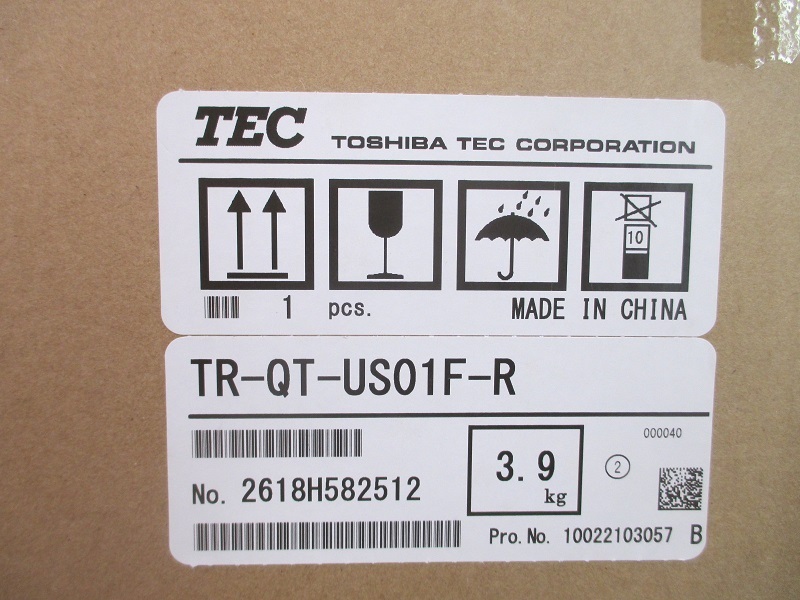 TEC TOSHIBA TEC CORPORATION
10
1 pcs. MADE IN CHINA
TR-QT-US01F-R
000040
3.9 kg
2
No. 2618H582512
Pro.No. 10022103057 B